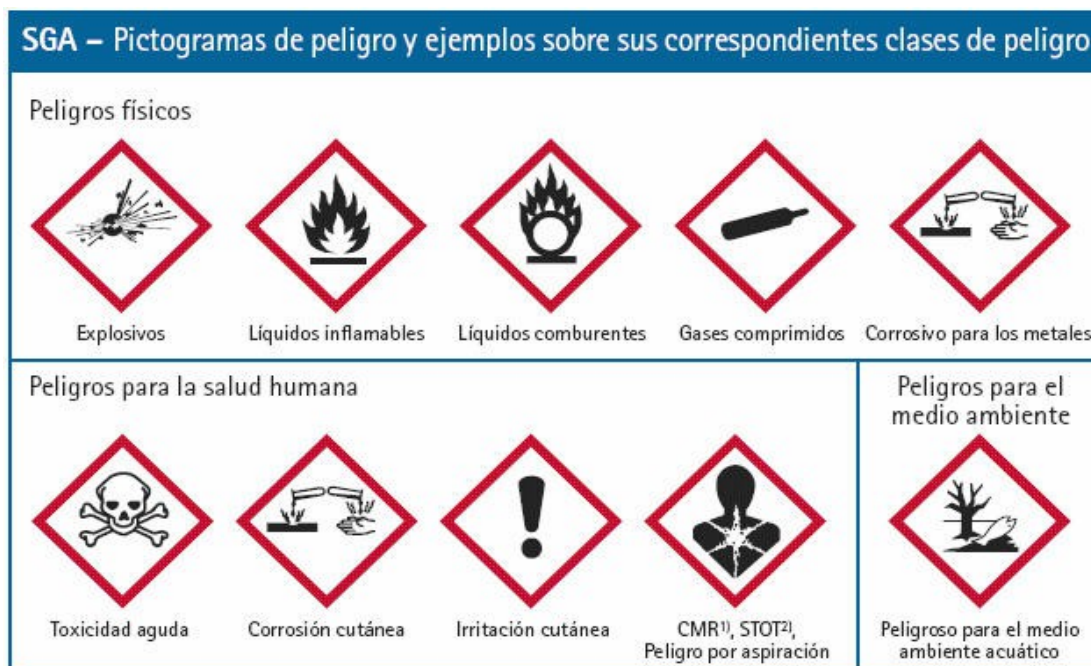 SGA – Pictogramas de peligro y ejemplos sobre sus correspondientes clases de peligro
Peligros físicos
Explosivos
Líquidos inflamables
Líquidos comburentes
Gases comprimidos
Corrosivo para los metales
Peligros para la salud humana
Peligros para el
medio ambiente
Toxicidad aguda
Corrosión cutánea
Irritación cutánea
CMR¹⁾, STOT²⁾,
Peligro por aspiración
Peligroso para el medio
ambiente acuático